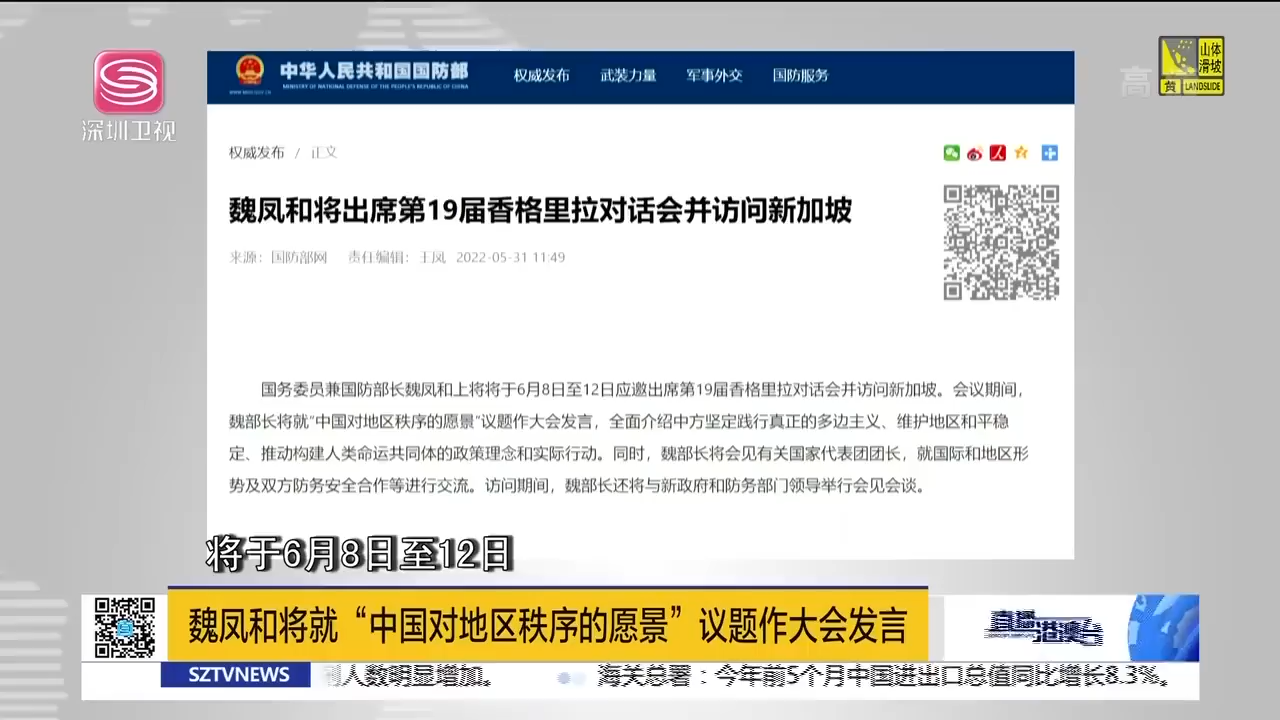 深圳卫视
中华人民共和国国防部
MINISTRY OF NATIONAL DEFENSE OF THE PEOPLE'S REPUBLIC OF CHINA
权威发布 武装力量 军事外交 国防服务
高
山体滑坡
黄 LANDSLIDE
权威发布 / 正文
魏凤和将出席第19届香格里拉对话会并访问新加坡
来源：国防部网 责任编辑：王凤 2022-05-31 11:49
国务委员兼国防部长魏凤和上将将于6月8日至12日应邀出席第19届香格里拉对话会并访问新加坡。会议期间，
魏部长将就“中国对地区秩序的愿景”议题作大会发言，全面介绍中方坚定践行真正的多边主义、维护地区和平稳
定、推动构建人类命运共同体的政策理念和实际行动。同时，魏部长将会见有关国家代表团团长，就国际和地区形
势及双方防务安全合作等进行交流。访问期间，魏部长还将与新政府和防务部门领导举行会见会谈。
将于6月8日至12日
魏凤和将就“中国对地区秩序的愿景”议题作大会发言
直播港澳台
SZTVNEWS
人数明显增加。 海关总署：今年前5个月中国进出口总值同比增长8.3%。